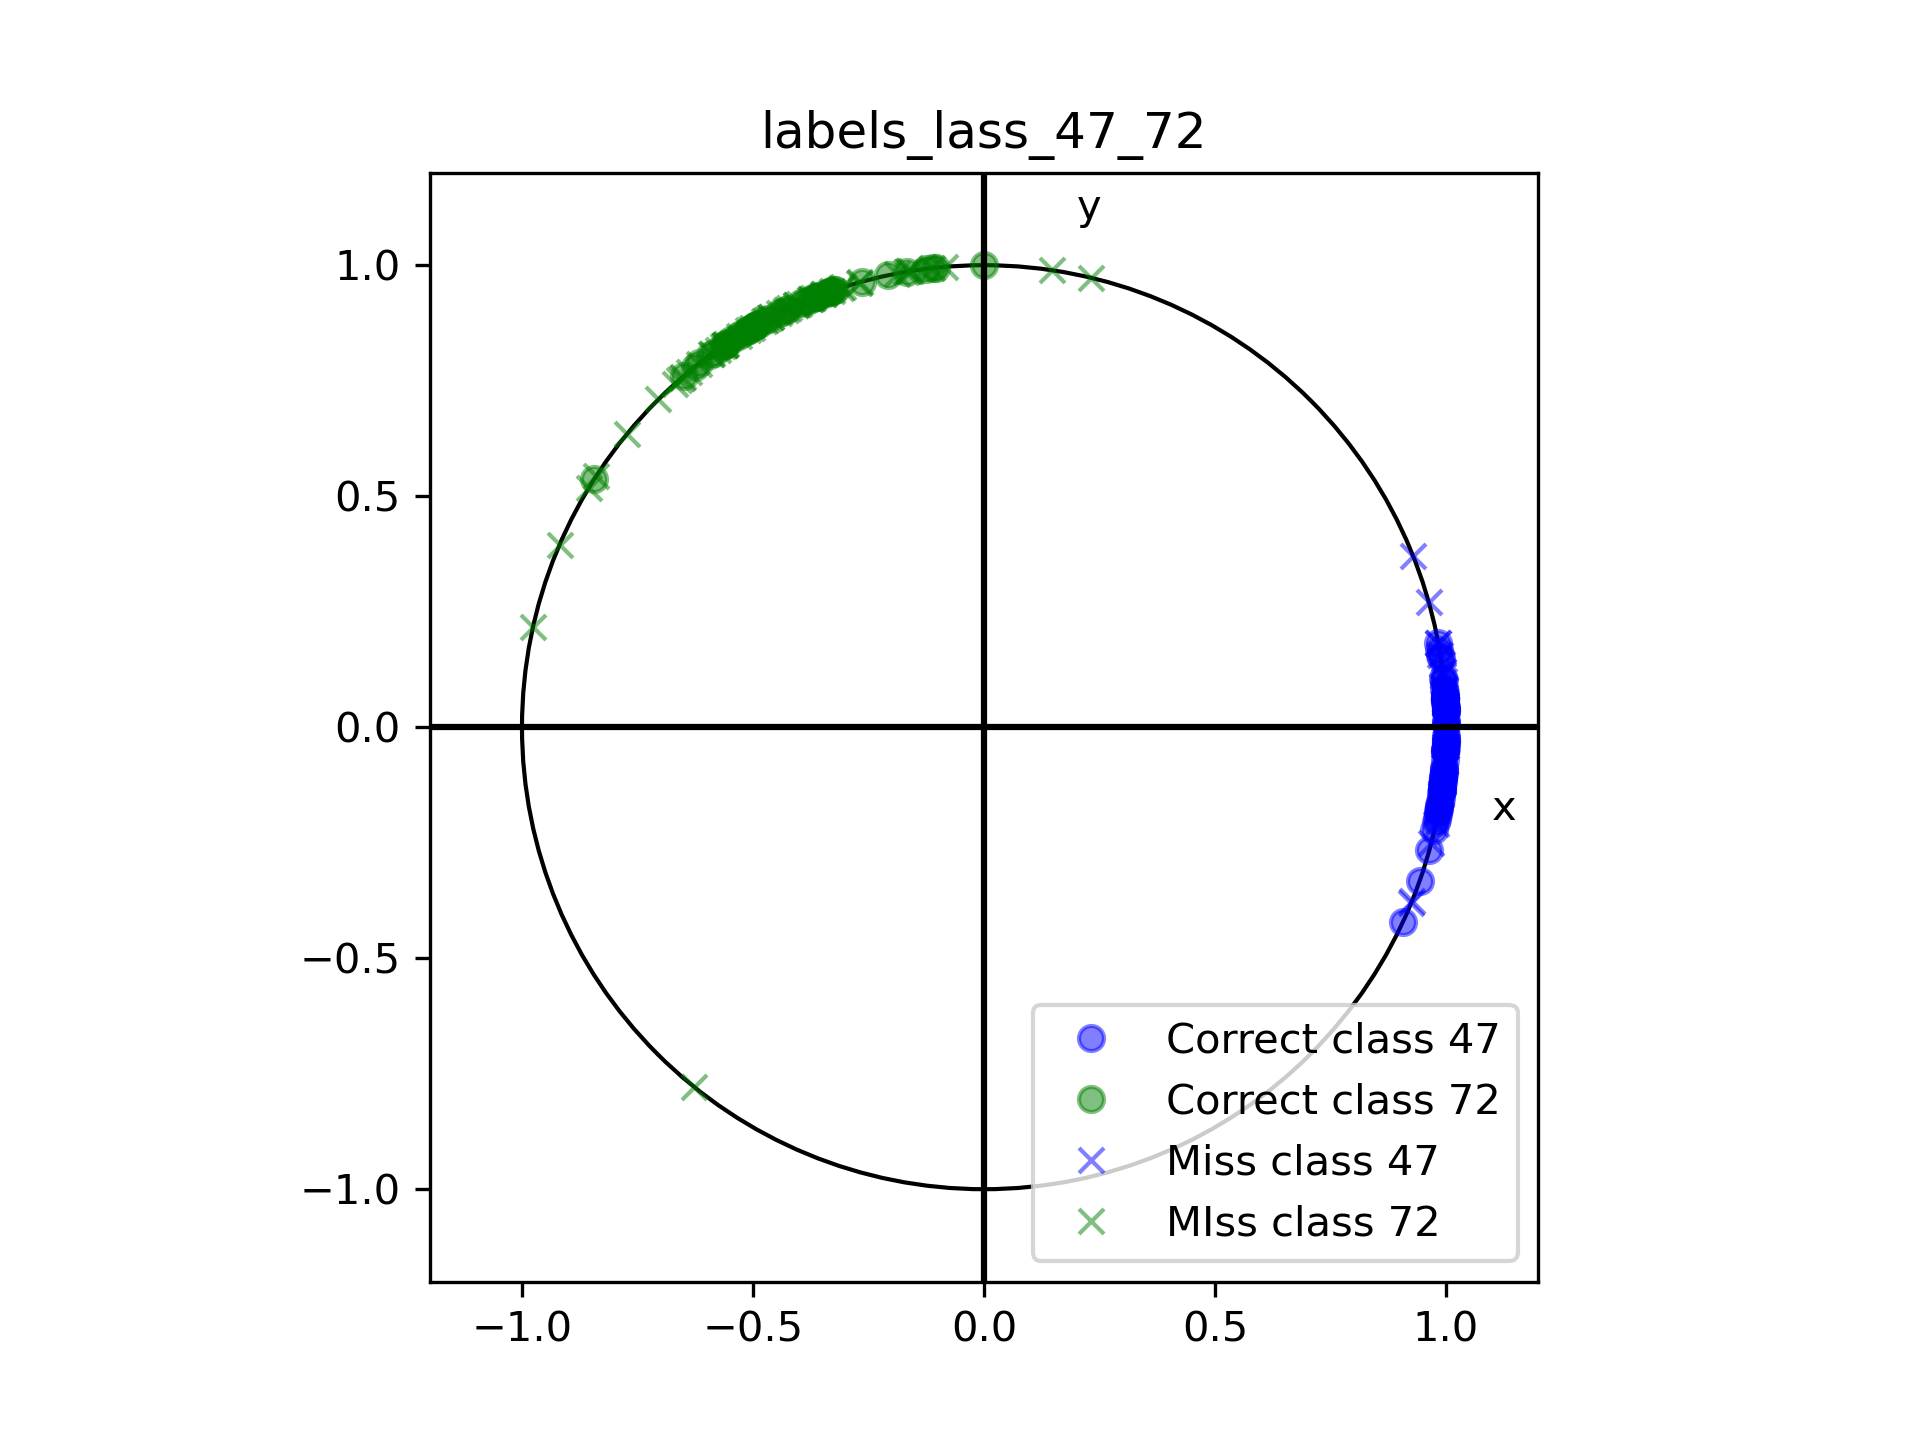 labels_lass_47_72
y
1.0
0.5
0.0
x
−0.5
−1.0
Correct class 47
Correct class 72
Miss class 47
MIss class 72
−1.0
−0.5
0.0
0.5
1.0